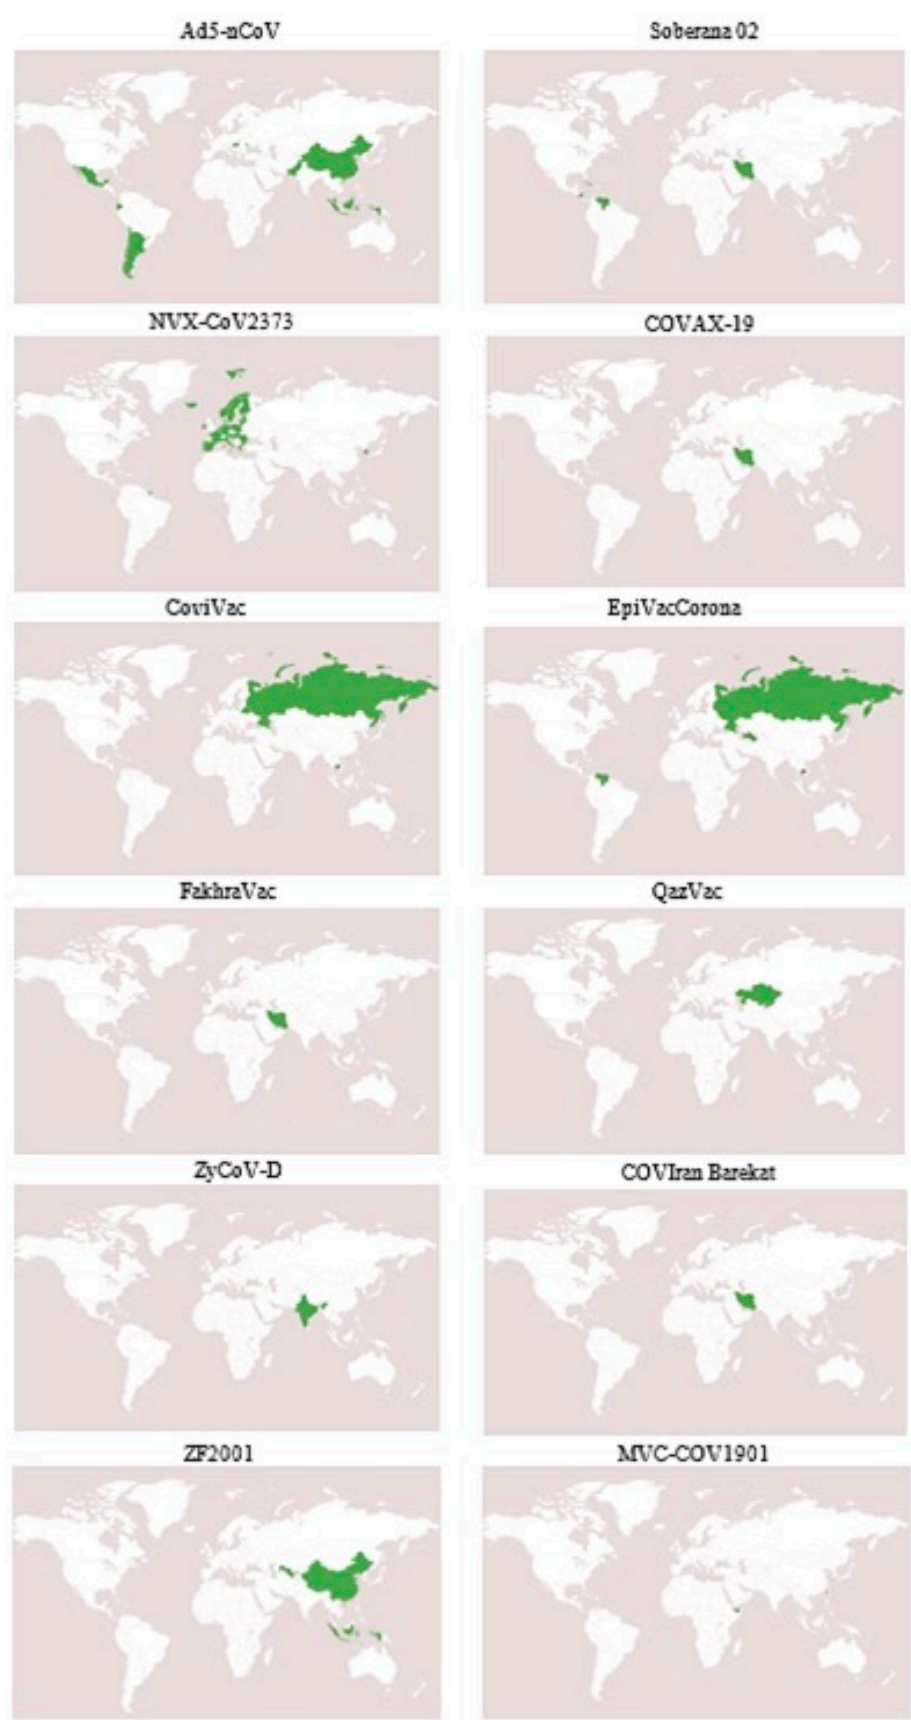 Ad5-nCoV
Soberana 02
NVX-CoV2373
COVAX-19
CoviVac
EpiVacCorona
FakhraVac
QazVac
ZyCoV-D
COVIran Barekat
ZF2001
MVC-COV1901